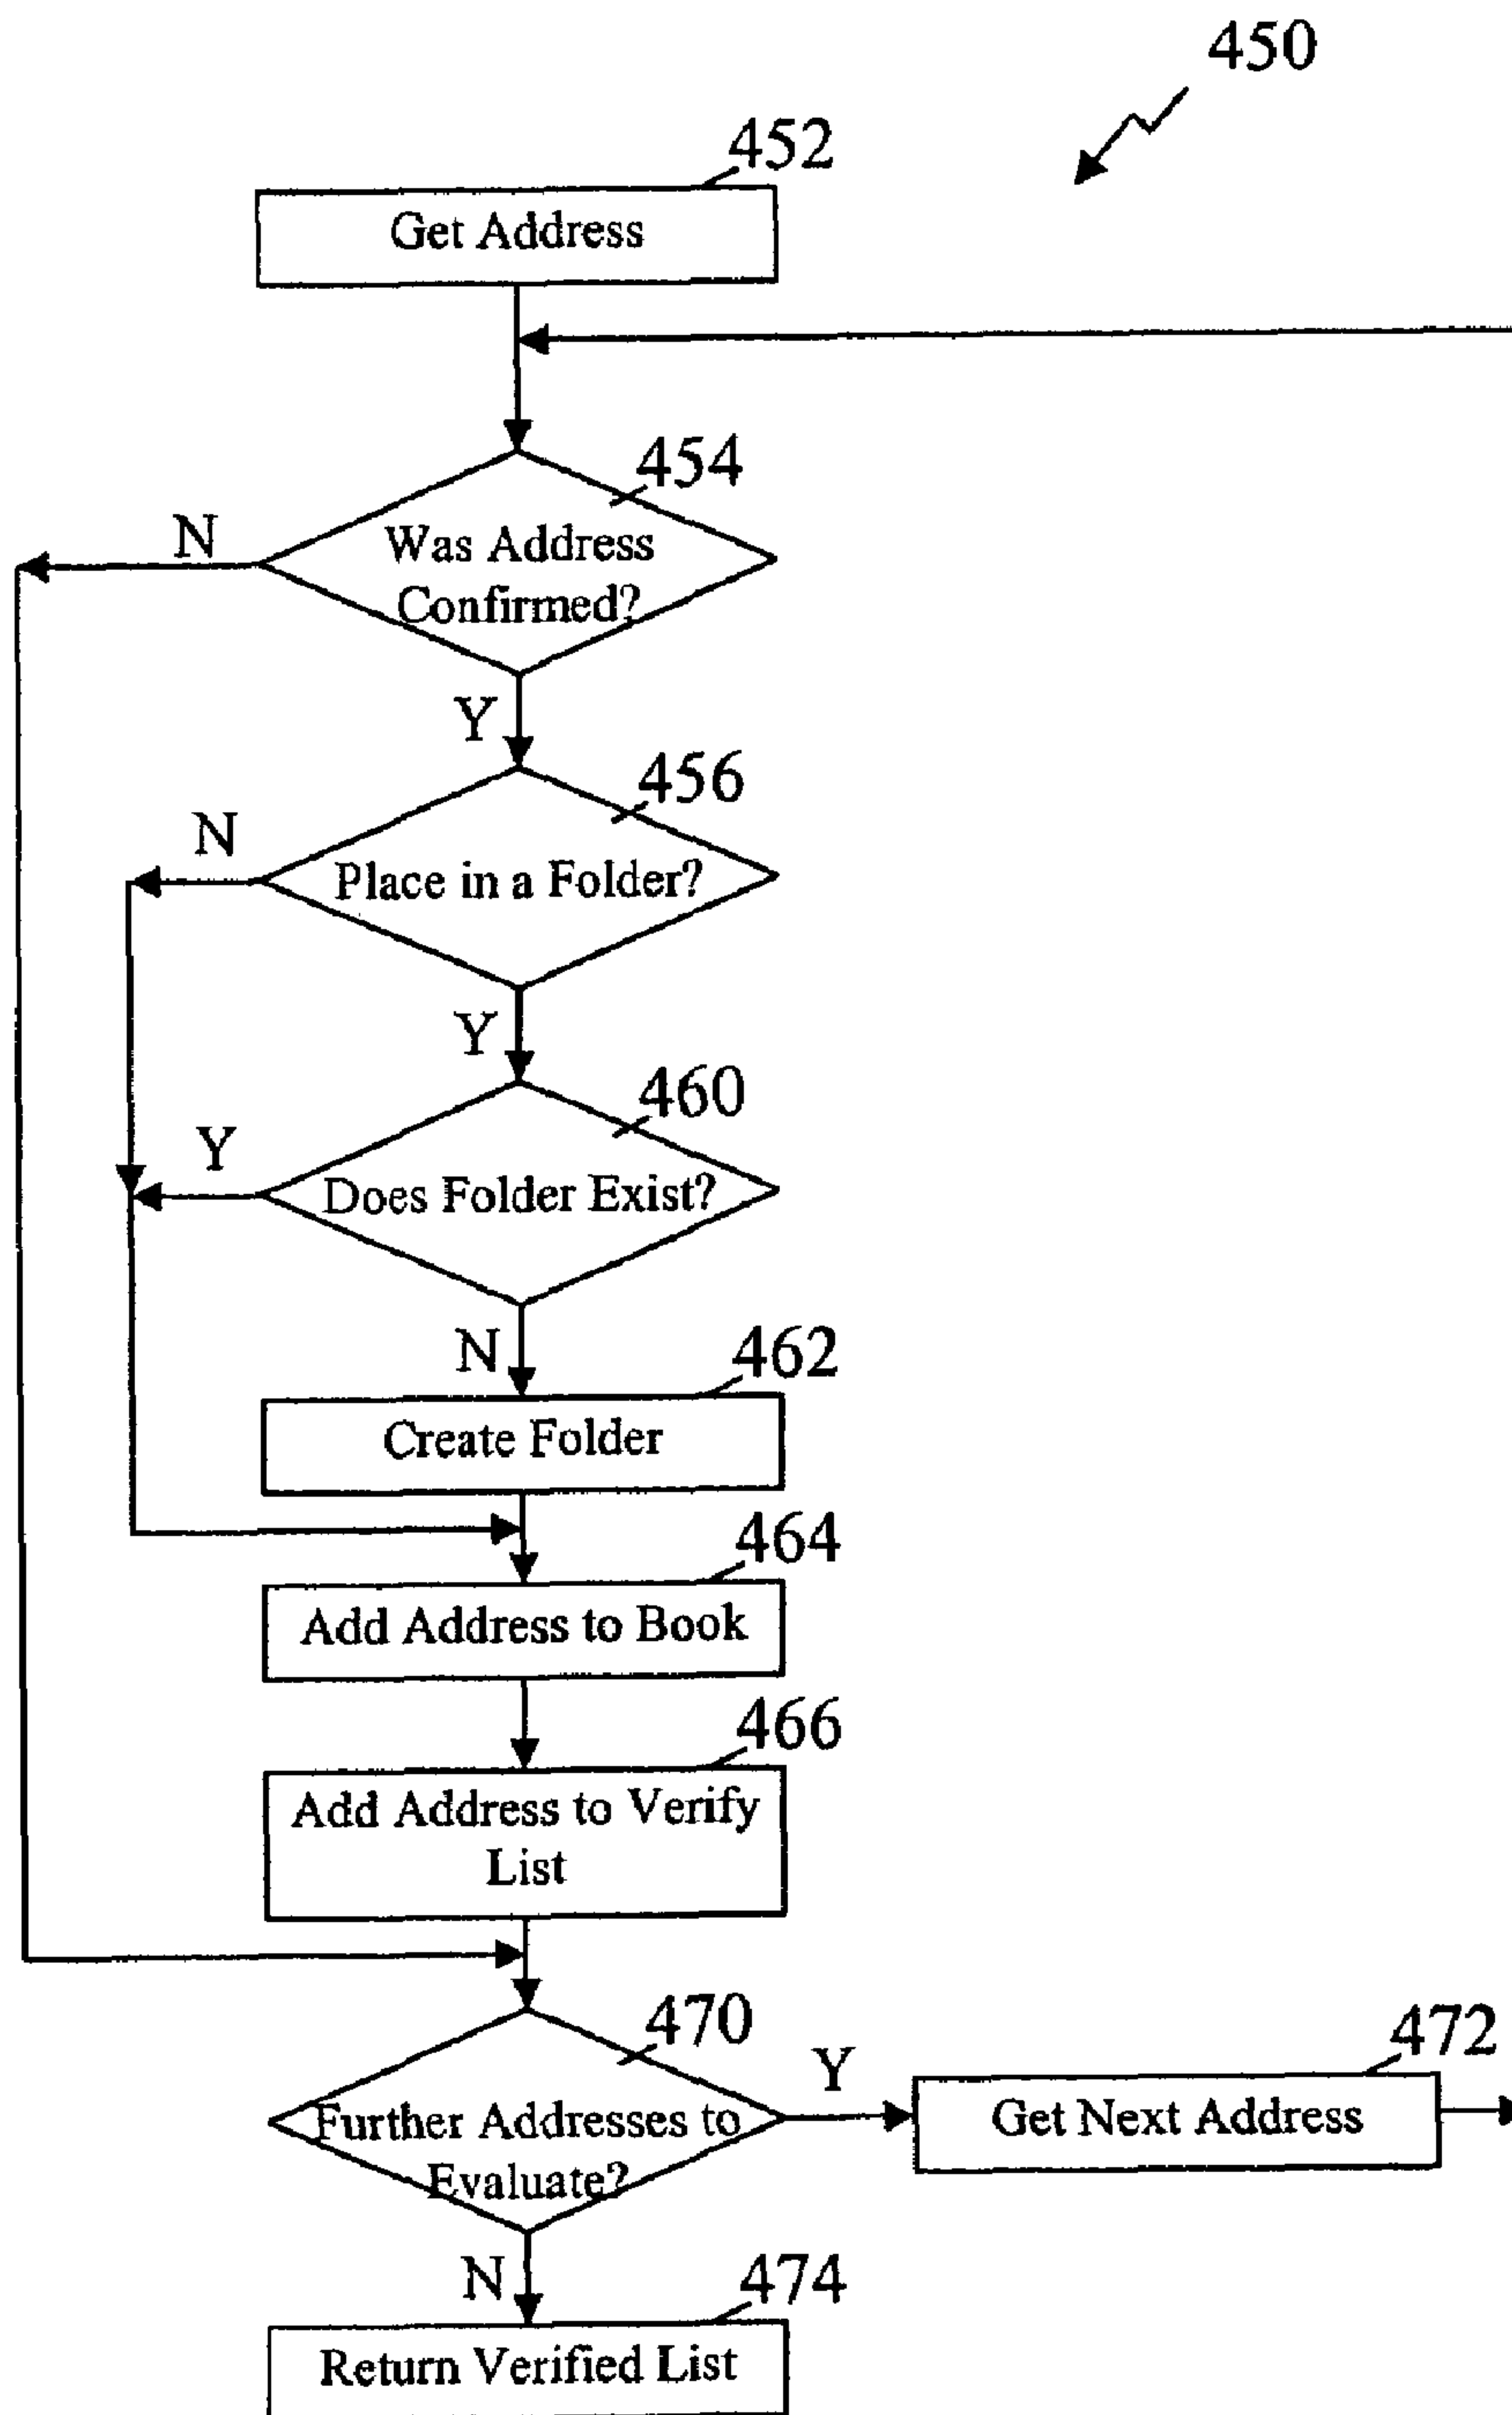 450
452
Get Address
454
N
Was Address
Confirmed?
Y
456
N
Place in a Folder?
Y
460
Y
Does Folder Exist?
N
462
Create Folder
464
Add Address to Book
466
Add Address to Verify
List
470
Y
472
Further Addresses to
Evaluate?
Get Next Address
N
474
Return Verified List